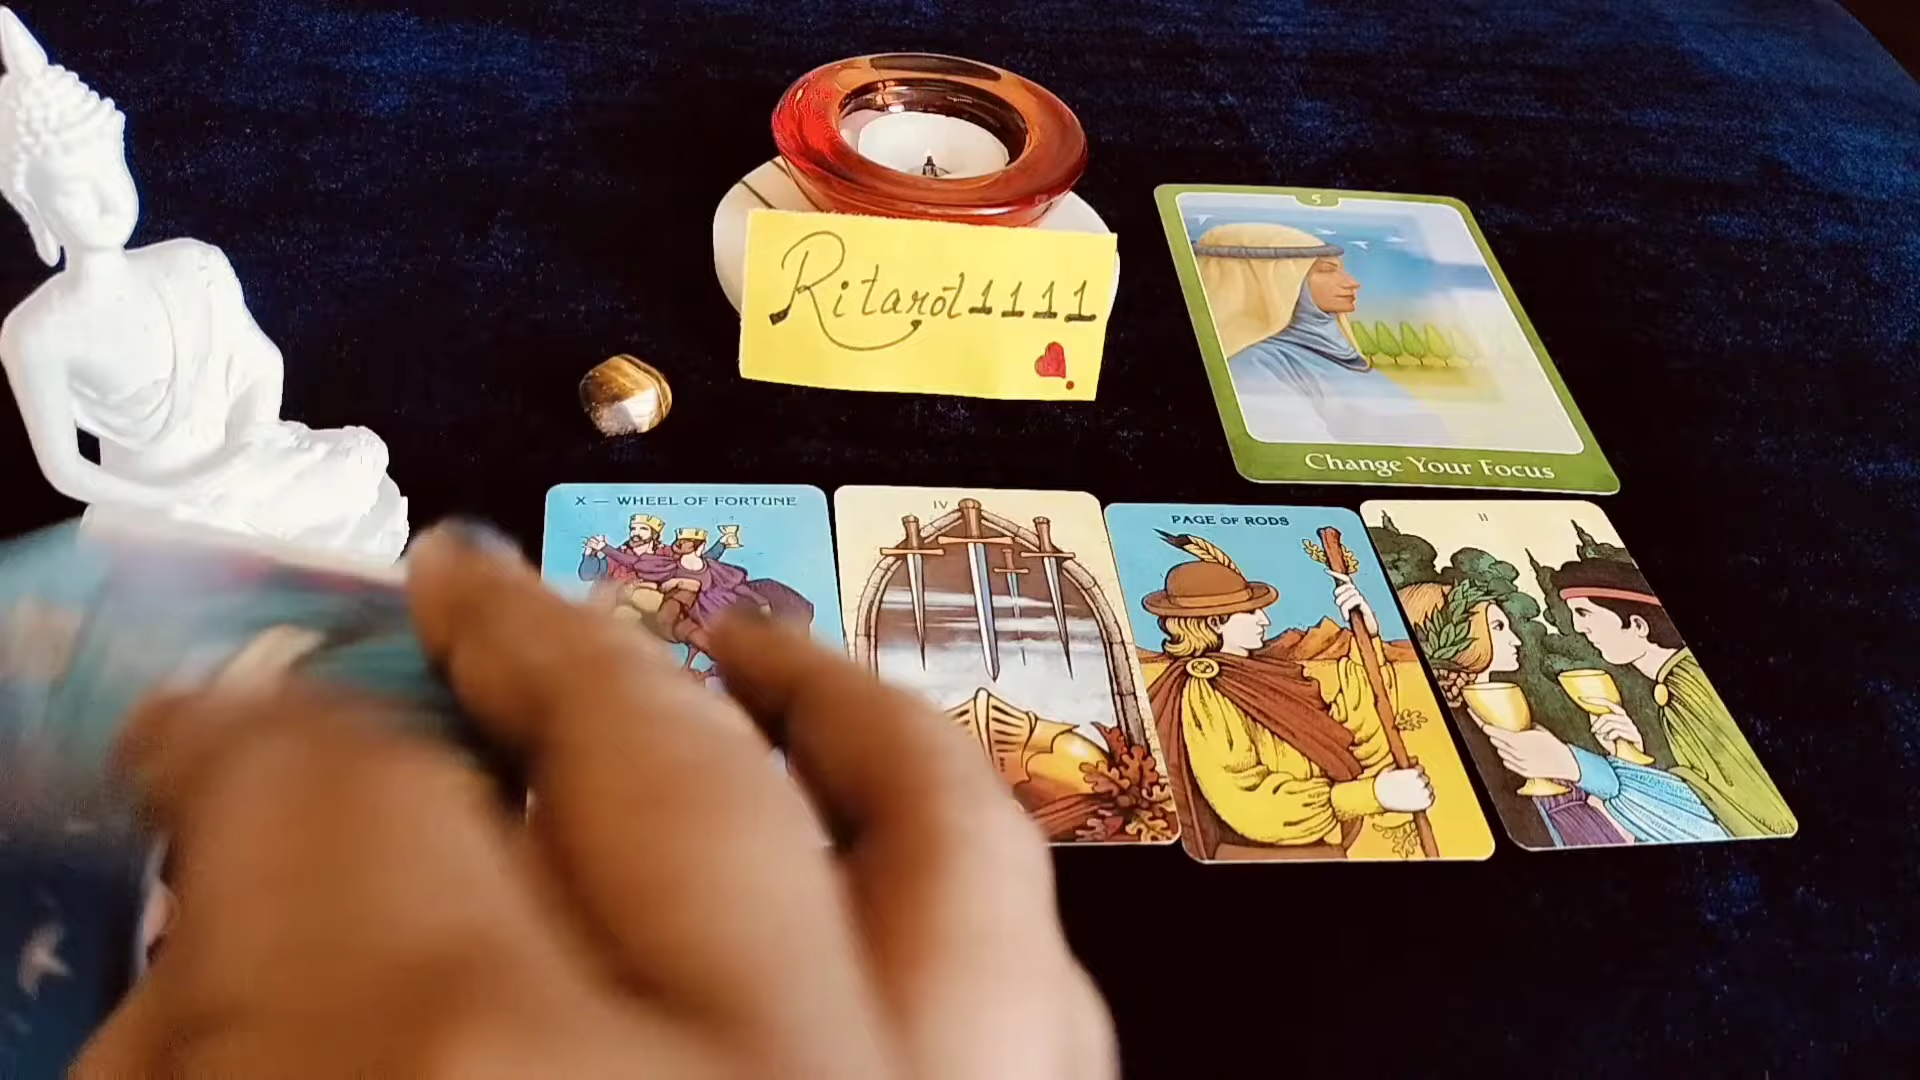 Ritarot1111
5
Change Your Focus
X — WHEEL OF FORTUNE
IV
PAGE OF RODS
II